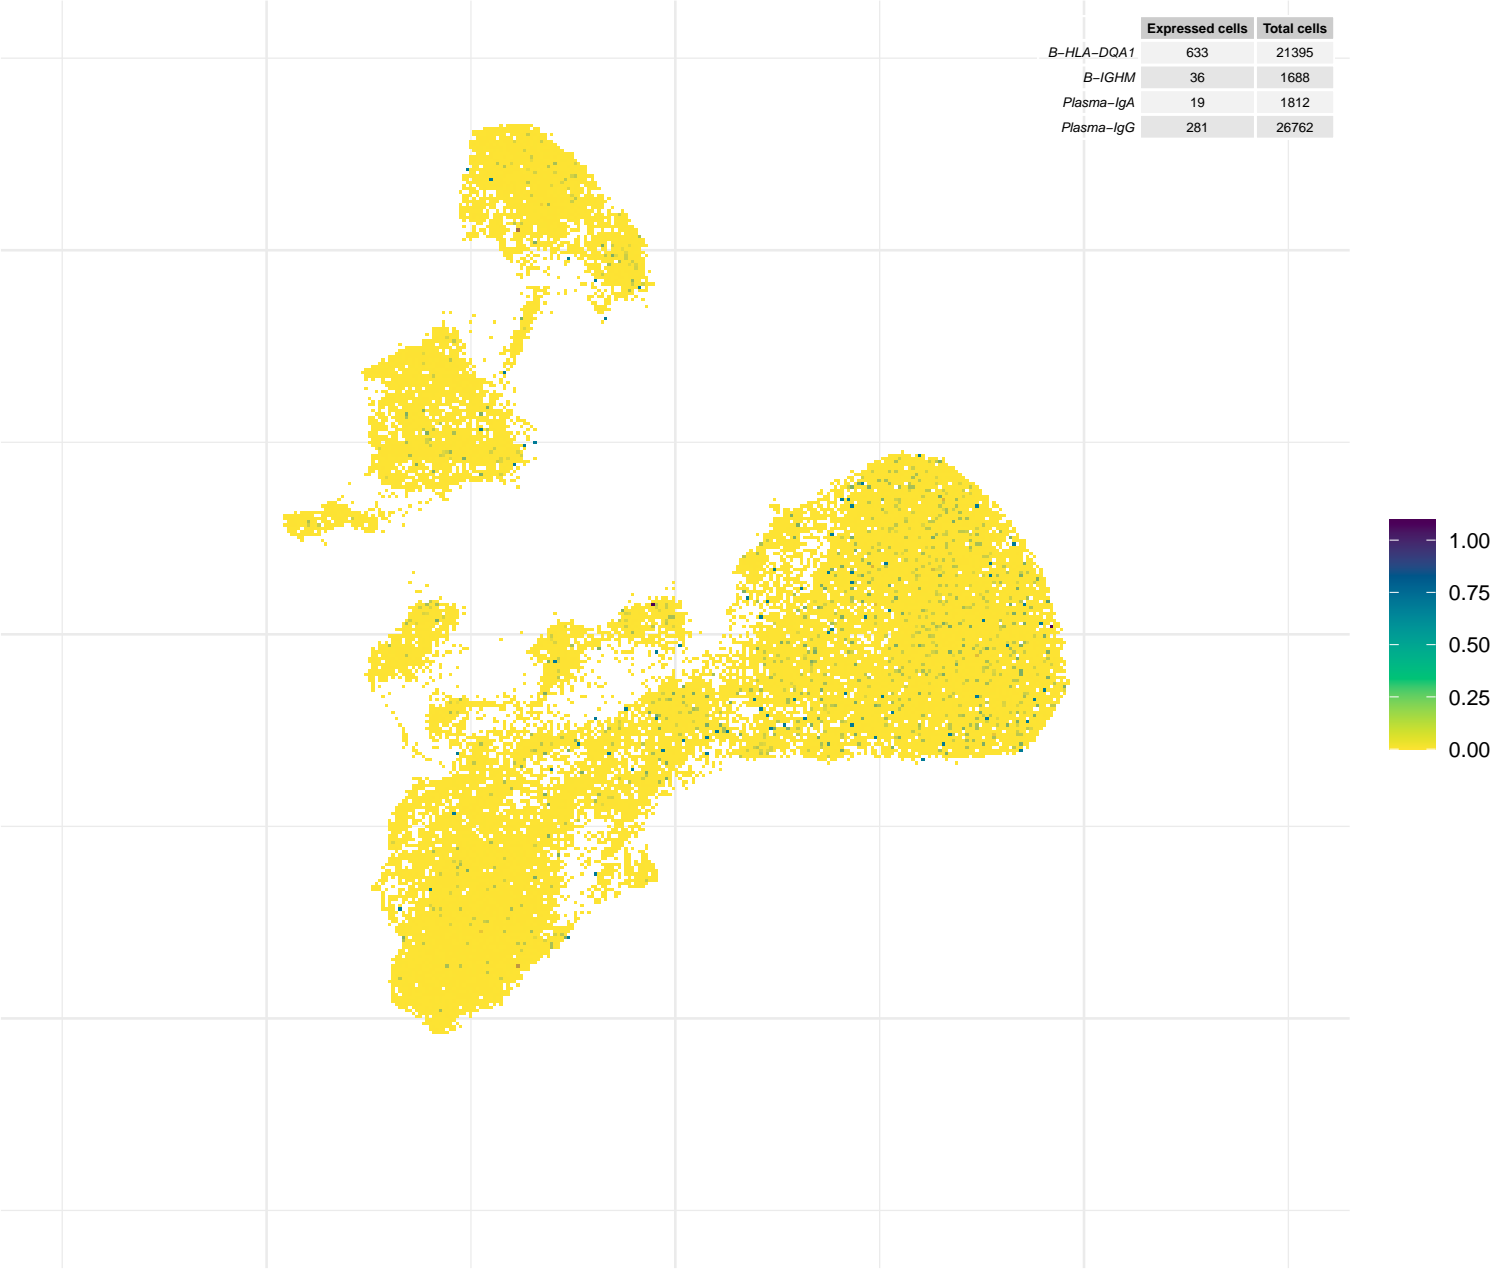 Expressed cells Total cells
B−HLA−DQA1 633 21395
B−IGHM 36 1688
Plasma−IgA 19 1812
Plasma−IgG 281 26762
1.00
0.75
0.50
0.25
0.00